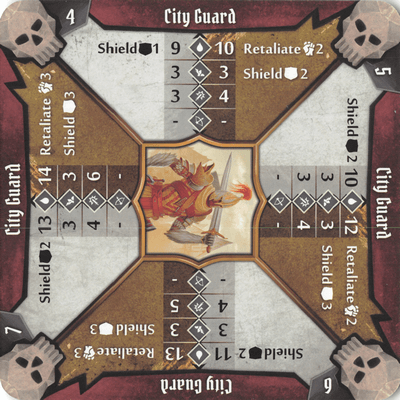 4
City Guard
Shield 1 9 10 Retaliate 2
3 3 Shield 2
3 4
- -
5
City Guard
Shield 2 10 12 Retaliate 2
3 3 Shield 3
3 4
- -
6
City Guard
Shield 2 11 13 Retaliate 3
3 3 Shield 3
4 5
- -
7
City Guard
Shield 2 13 14 Retaliate 3
3 3 Shield 3
4 6
- -